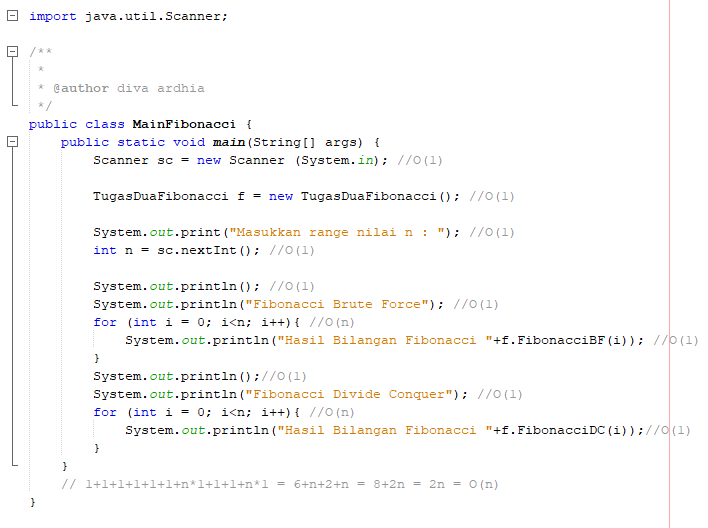 import java.util.Scanner;
/**
 *
 * @author diva ardhia
 */
public class MainFibonacci {
    public static void main(String[] args) {
        Scanner sc = new Scanner (System.in); //O(1)
        TugasDuaFibonacci f = new TugasDuaFibonacci(); //O(1)
        System.out.print("Masukkan range nilai n : "); //O(1)
        int n = sc.nextInt(); //O(1)
        System.out.println(); //O(1)
        System.out.println("Fibonacci Brute Force"); //O(1)
        for (int i = 0; i<n; i++){ //O(n)
            System.out.println("Hasil Bilangan Fibonacci "+f.FibonacciBF(i)); //O(1)
        }
        System.out.println();//O(1)
        System.out.println("Fibonacci Divide Conquer"); //O(1)
        for (int i = 0; i<n; i++){ //O(n)
            System.out.println("Hasil Bilangan Fibonacci "+f.FibonacciDC(i));//O(1)
        }
    }
    // 1+1+1+1+1+1+n*1+1+1+n*1 = 6+n+2+n = 8+2n = 2n = O(n)
}